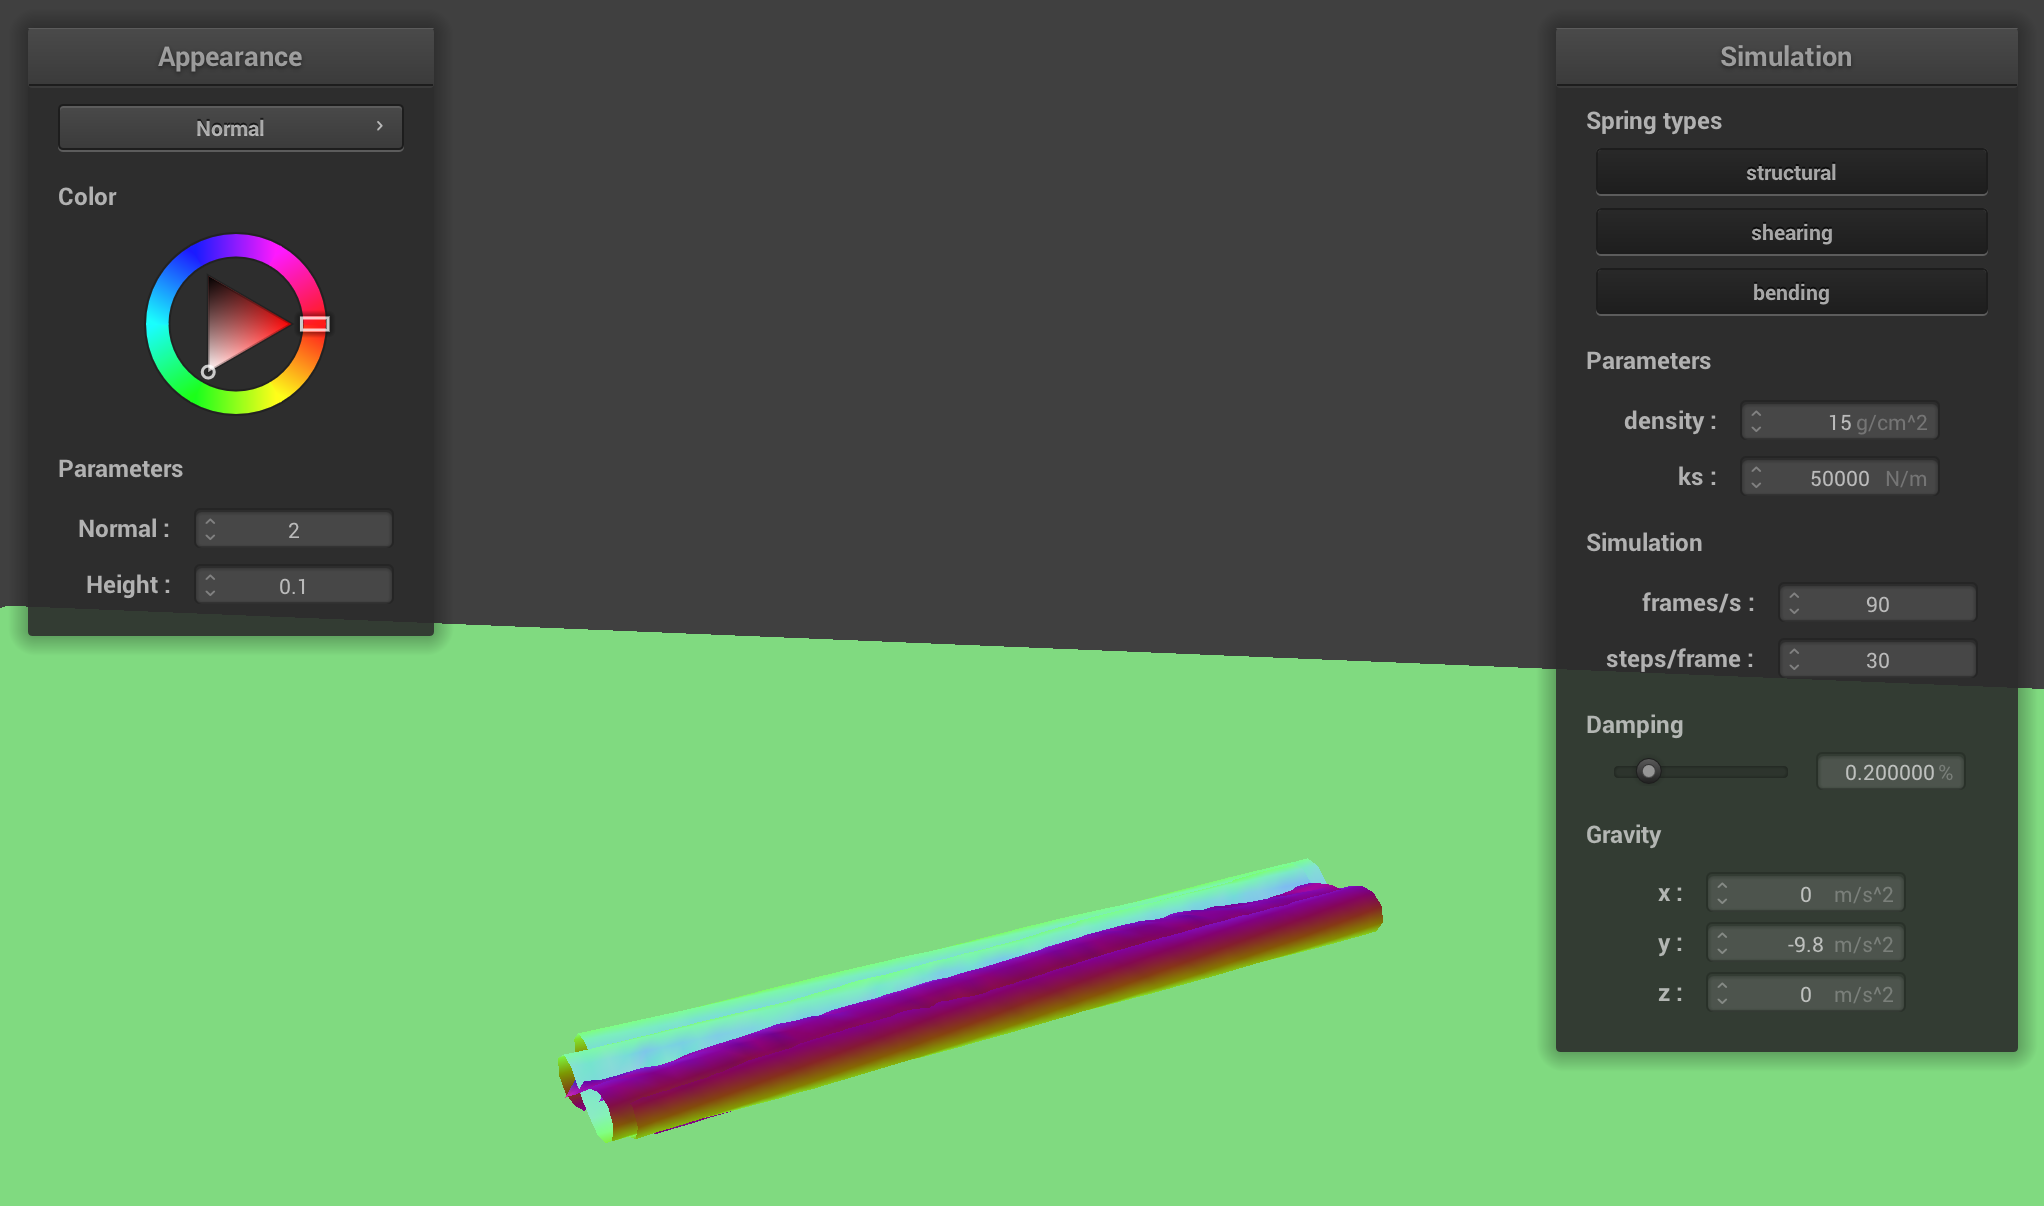 Appearance
Normal
Color
Parameters
Normal : 2
Height : 0.1
Simulation
Spring types
structural
shearing
bending
Parameters
density : 15 g/cm^2
ks : 50000 N/m
Simulation
frames/s : 90
steps/frame : 30
Damping
0.200000 %
Gravity
x : 0 m/s^2
y : -9.8 m/s^2
z : 0 m/s^2